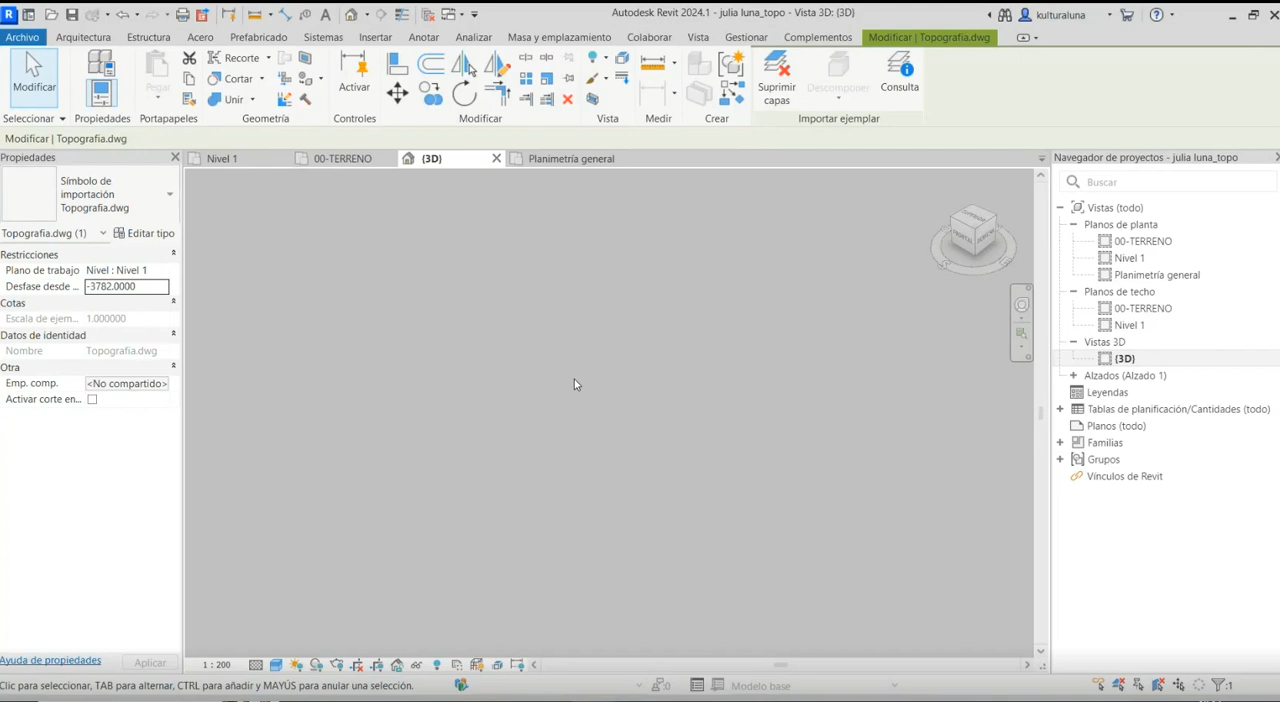 Autodesk Revit 2024.1 - julia luna_topo - Vista 3D: {3D}
kulturaluna
Archivo Arquitectura Estructura Acero Prefabricado Sistemas Insertar Anotar Analizar Masa y emplazamiento Colaborar Vista Gestionar Complementos Modificar | Topografia.dwg
Modificar
Pegar
Recorte
Cortar
Unir
Activar
Suprimir capas
Descomponer
Consulta
Seleccionar Propiedades Portapapeles Geometría Controles Modificar Vista Medir Crear Importar ejemplar
Modificar | Topografia.dwg
Propiedades
Nivel 1 00-TERRENO {3D} Planimetría general
Símbolo de
importación
Topografia.dwg
Topografia.dwg (1) Editar tipo
Restricciones
Plano de trabajo Nivel : Nivel 1
Desfase desde ... -3782.0000
Cotas
Escala de ejem... 1.000000
Datos de identidad
Nombre Topografia.dwg
Otra
Emp. comp. <No compartido>
Activar corte en...
Ayuda de propiedades Aplicar
SUPERIOR
FRONTAL
DERECHA
Navegador de proyectos - julia luna_topo
Buscar
Vistas (todo)
Planos de planta
00-TERRENO
Nivel 1
Planimetría general
Planos de techo
00-TERRENO
Nivel 1
Vistas 3D
{3D}
Alzados (Alzado 1)
Leyendas
Tablas de planificación/Cantidades (todo)
Planos (todo)
Familias
Grupos
Vínculos de Revit
1 : 200
Clic para seleccionar, TAB para alternar, CTRL para añadir y MAYÚS para anular una selección.
:0
Modelo base
:1